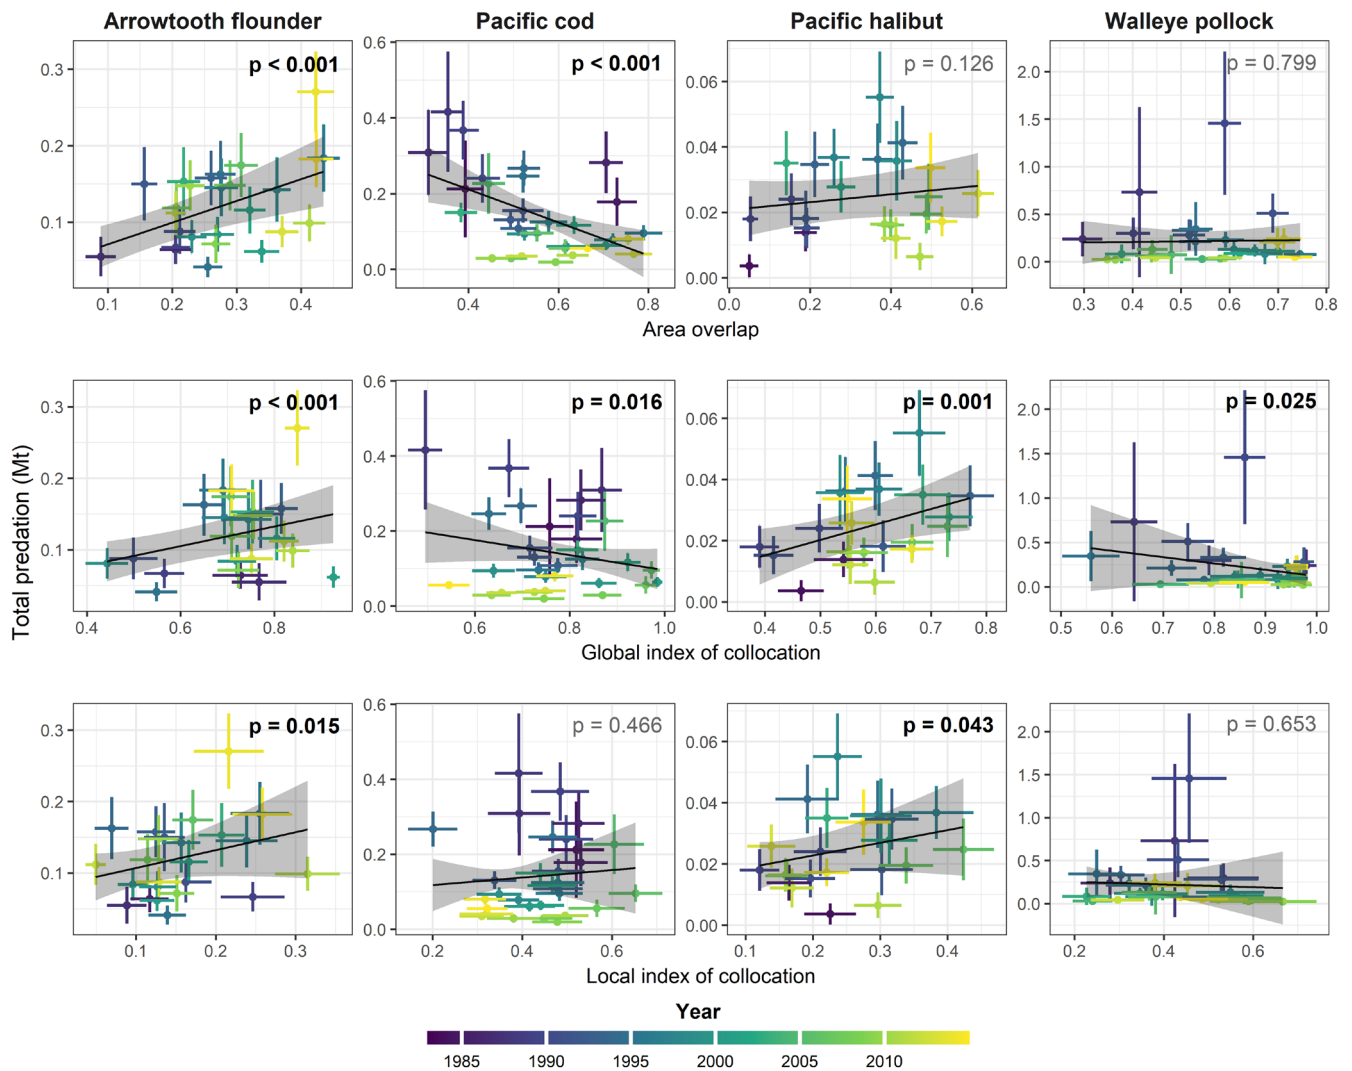 Arrowtooth flounder Pacific cod Pacific halibut Walleye pollock
p < 0.001 p < 0.001 p = 0.126 p = 0.799
0.3 0.2 0.1
0.6 0.4 0.2 0.0
0.06 0.04 0.02 0.00
2.0 1.5 1.0 0.5 0.0
0.1 0.2 0.3 0.4 0.4 0.6 0.8 0.0 0.2 0.4 0.6 0.3 0.4 0.5 0.6 0.7 0.8
Area overlap
Total predation (Mt)
p < 0.001 p = 0.016 p = 0.001 p = 0.025
0.3 0.2 0.1
0.6 0.4 0.2 0.0
0.06 0.04 0.02 0.00
2.0 1.5 1.0 0.5 0.0
0.4 0.6 0.8 0.6 0.8 1.0 0.4 0.5 0.6 0.7 0.8 0.5 0.6 0.7 0.8 0.9 1.0
Global index of collocation
p = 0.015 p = 0.466 p = 0.043 p = 0.653
0.3 0.2 0.1
0.6 0.4 0.2 0.0
0.06 0.04 0.02 0.00
2.0 1.5 1.0 0.5 0.0
0.1 0.2 0.3 0.2 0.4 0.6 0.1 0.2 0.3 0.4 0.2 0.4 0.6
Local index of collocation
Year
1985 1990 1995 2000 2005 2010